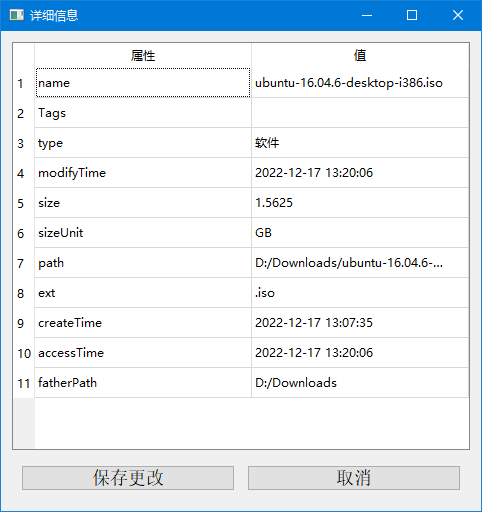 详细信息
属性 值
1 name ubuntu-16.04.6-desktop-i386.iso
2 Tags
3 type 软件
4 modifyTime 2022-12-17 13:20:06
5 size 1.5625
6 sizeUnit GB
7 path D:/Downloads/ubuntu-16.04.6-...
8 ext .iso
9 createTime 2022-12-17 13:07:35
10 accessTime 2022-12-17 13:20:06
11 fatherPath D:/Downloads
保存更改 取消